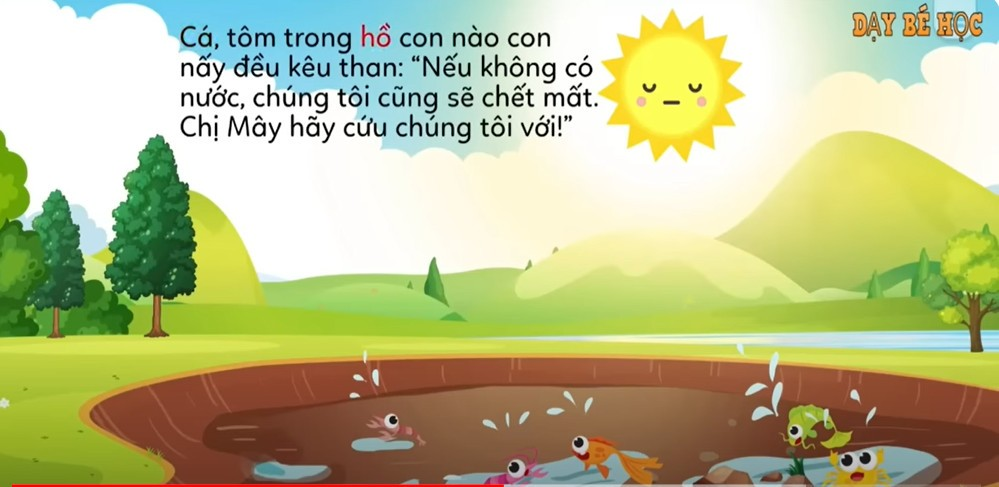 Cá, tôm trong hồ con nào con
nấy đều kêu than: “Nếu không có
nước, chúng tôi cũng sẽ chết mất.
Chị Mây hãy cứu chúng tôi với!”
DẠY BÉ HỌC